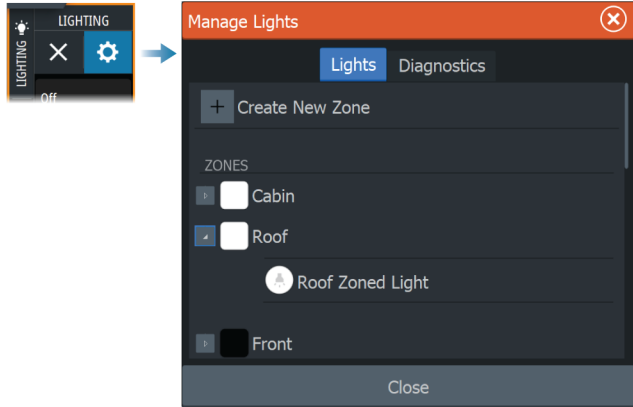 LIGHTING
LIGHTING
Off
Manage Lights
Lights
Diagnostics
Create New Zone
ZONES
Cabin
Roof
Roof Zoned Light
Front
Close